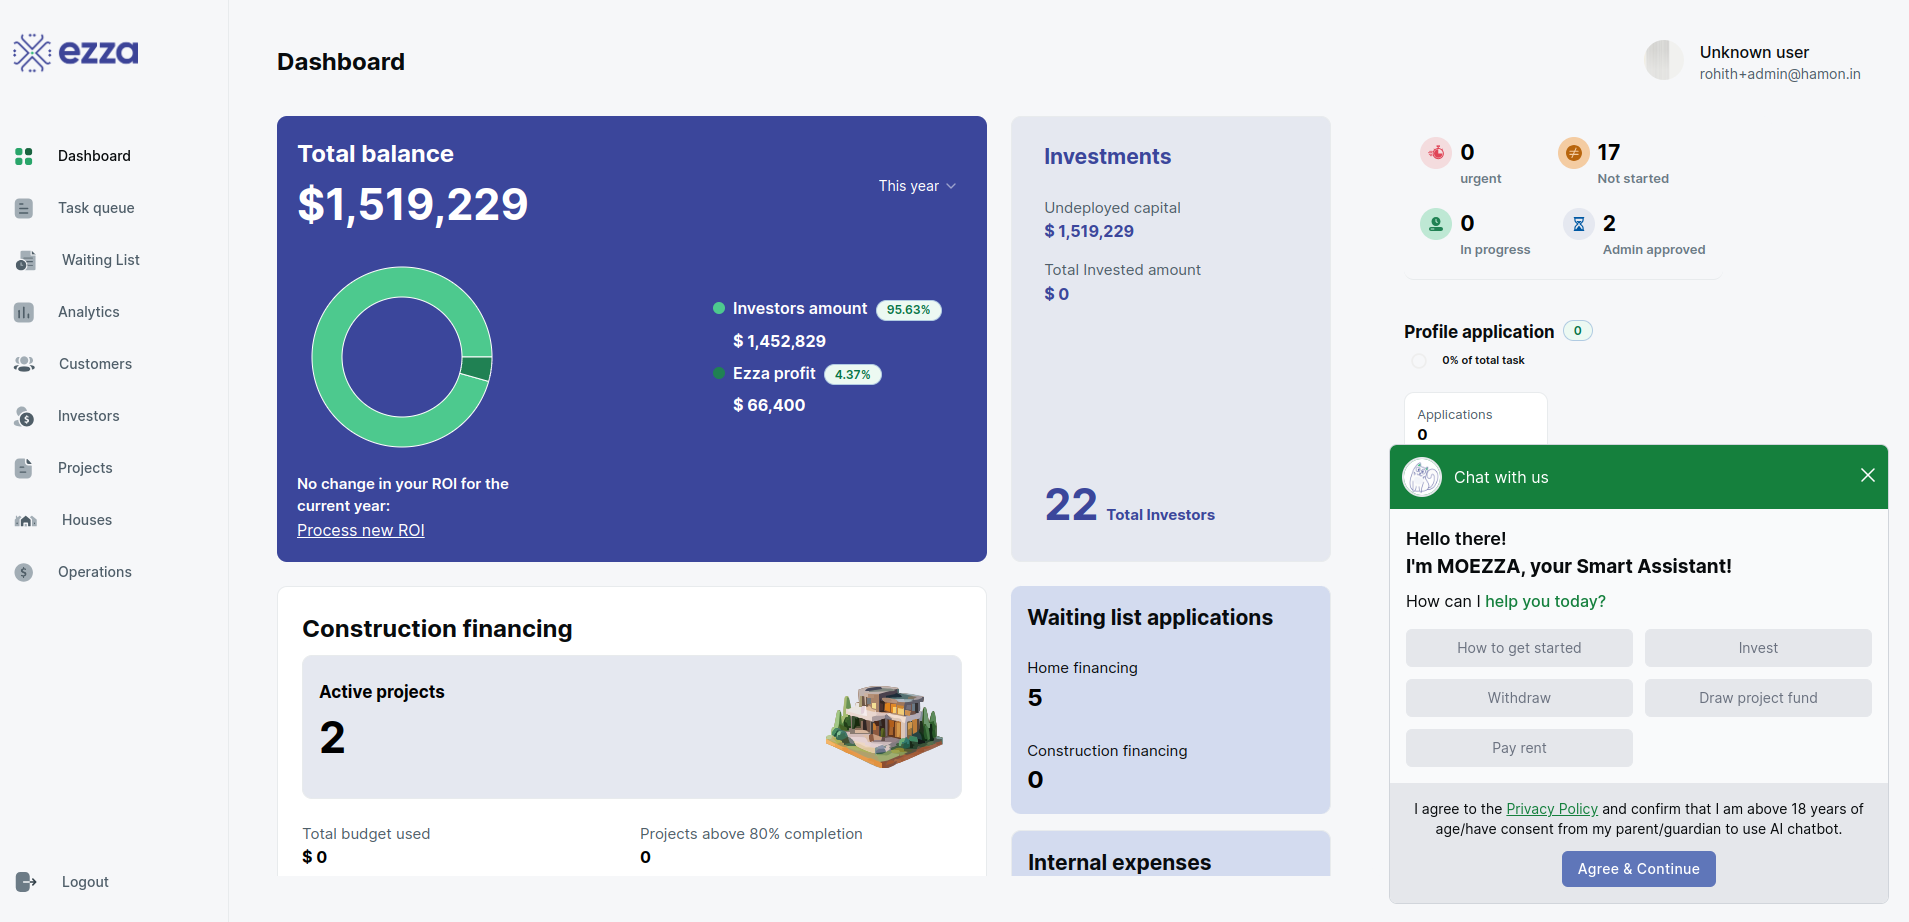 ezza
Dashboard
Task queue
Waiting List
Analytics
Customers
Investors
Projects
Houses
Operations
Logout
Dashboard
Unknown user
rohith+admin@hamon.in
Total balance
$1,519,229
This year
Investors amount 95.63%
$ 1,452,829
Ezza profit 4.37%
$ 66,400
No change in your ROI for the
current year:
Process new ROI
Investments
Undeployed capital
$ 1,519,229
Total Invested amount
$ 0
22 Total Investors
0
urgent
17
Not started
0
In progress
2
Admin approved
Profile application 0
0% of total task
Applications
0
Construction financing
Active projects
2
Total budget used
$ 0
Projects above 80% completion
0
Waiting list applications
Home financing
5
Construction financing
0
Internal expenses
Chat with us
Hello there!
I'm MOEZZA, your Smart Assistant!
How can I help you today?
How to get started
Invest
Withdraw
Draw project fund
Pay rent
I agree to the Privacy Policy and confirm that I am above 18 years of
age/have consent from my parent/guardian to use AI chatbot.
Agree & Continue